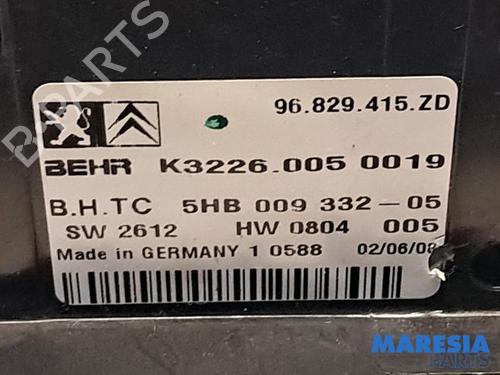 96.829.415.ZD
BEHR K3226.005 0019
B.H.TC 5HB 009 332-05
SW 2612 HW 0804 005
Made in GERMANY 1 0588 02/06/08
B-PARTS
MARESIA
PARTS